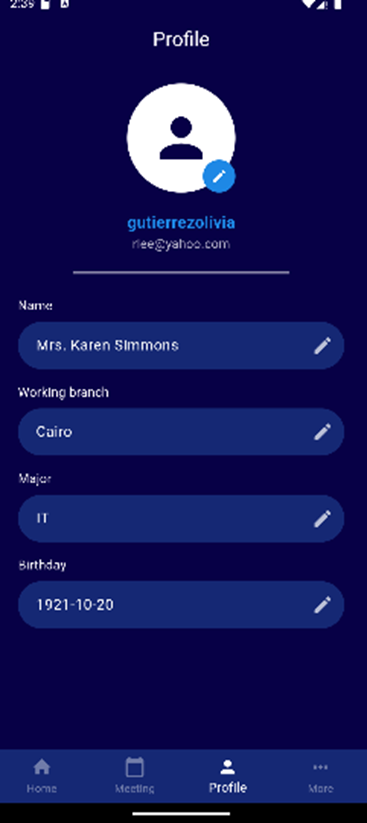 2:39
Profile
gutierrezolivia
rlee@yahoo.com
Name
Mrs. Karen Simmons
Working branch
Cairo
Major
IT
Birthday
1921-10-20
Home
Meeting
Profile
More